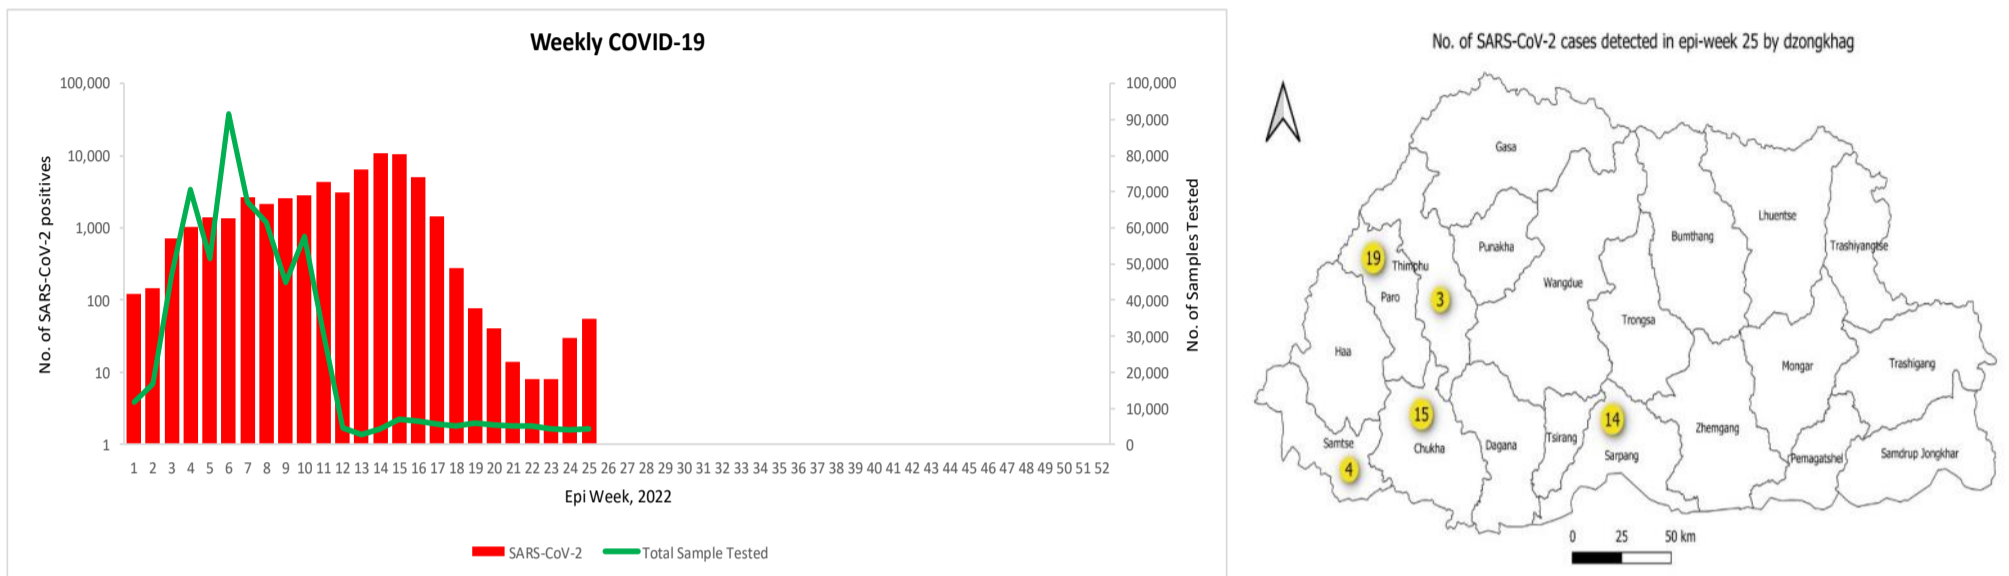 Weekly COVID-19
No. of SARS-CoV-2 positives
100,000
10,000
1,000
100
10
1
100,000
90,000
80,000
70,000
60,000
50,000
40,000
30,000
20,000
10,000
0
No. of Samples Tested
1 2 3 4 5 6 7 8 9 10 11 12 13 14 15 16 17 18 19 20 21 22 23 24 25 26 27 28 29 30 31 32 33 34 35 36 37 38 39 40 41 42 43 44 45 46 47 48 49 50 51 52
Epi Week, 2022
SARS-CoV-2 Total Sample Tested
No. of SARS-CoV-2 cases detected in epi-week 25 by dzongkhag
Gasa
Lhuentse
Bumthang
Punakha
Trashiyangtse
19
Thimphu
Wangdue
Paro
3
Trongsa
Haa
Mongar
Trashigang
15
14
Zhemgang
Samtse
Chukha
Dagana
Tsirang
Sarpang
Pemagatshel
Samdrup Jongkhar
4
0 25 50 km